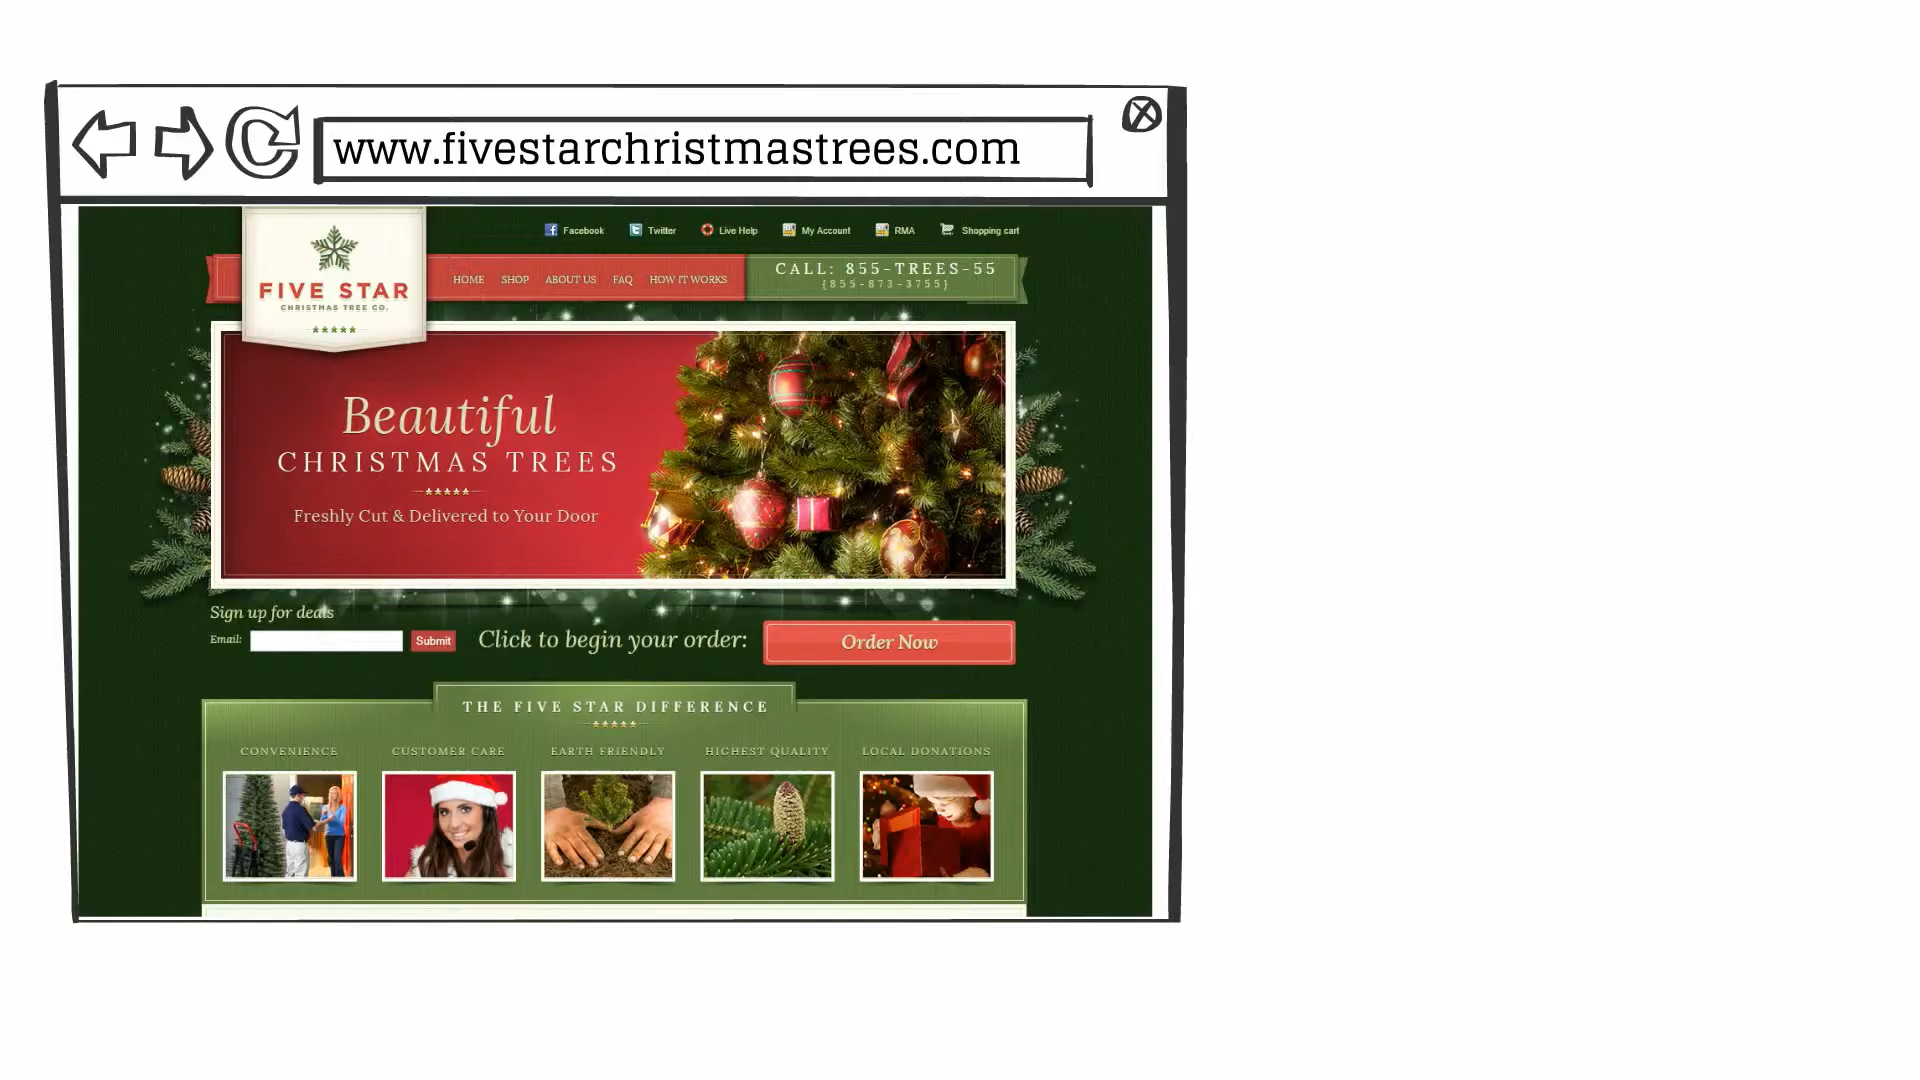 www.fivestarchristmastrees.com
Facebook Twitter Live Help My Account RMA Shopping cart
FIVE STAR
CHRISTMAS TREE CO.
HOME SHOP ABOUT US FAQ HOW IT WORKS
CALL: 855-TREES-55
{855-873-3755}
Beautiful
CHRISTMAS TREES
Freshly Cut & Delivered to Your Door
Sign up for deals
Email: Submit
Click to begin your order: Order Now
THE FIVE STAR DIFFERENCE
CONVENIENCE CUSTOMER CARE EARTH FRIENDLY HIGHEST QUALITY LOCAL DONATIONS